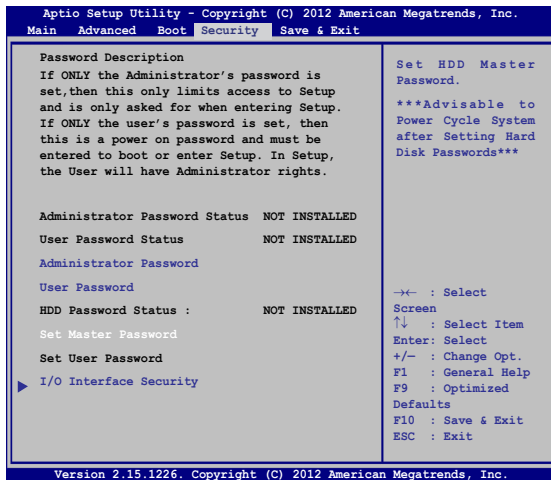 Aptio Setup Utility - Copyright (C) 2012 American Megatrends, Inc.
Main Advanced Boot Security Save & Exit
Password Description
If ONLY the Administrator's password is
set,then this only limits access to Setup
and is only asked for when entering Setup.
If ONLY the user's password is set, then
this is a power on password and must be
entered to boot or enter Setup. In Setup,
the User will have Administrator rights.
Administrator Password Status NOT INSTALLED
User Password Status NOT INSTALLED
Administrator Password
User Password
HDD Password Status : NOT INSTALLED
Set Master Password
Set User Password
I/O Interface Security
Set HDD Master
Password.
***Advisable to
Power Cycle System
after Setting Hard
Disk Passwords***
→← : Select
Screen
↑↓ : Select Item
Enter: Select
+/— : Change Opt.
F1 : General Help
F9 : Optimized
Defaults
F10 : Save & Exit
ESC : Exit
Version 2.15.1226. Copyright (C) 2012 American Megatrends, Inc.